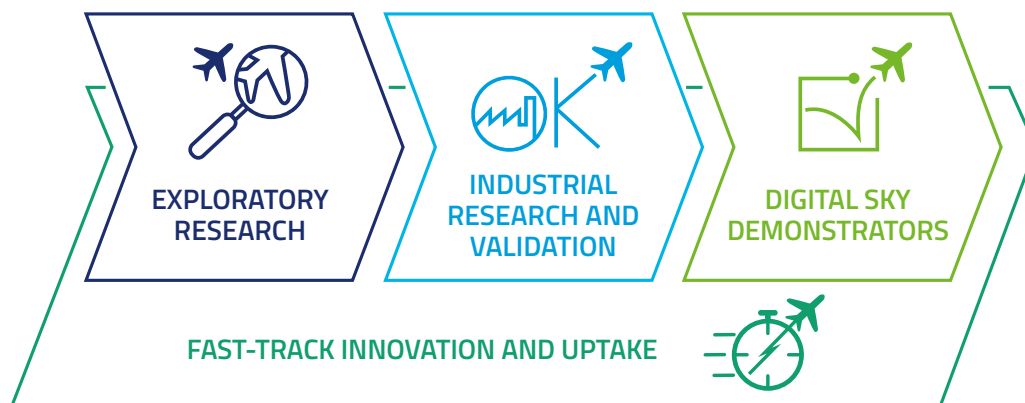 EXPLORATORY
RESEARCH
INDUSTRIAL
RESEARCH AND
VALIDATION
DIGITAL SKY
DEMONSTRATORS
FAST-TRACK INNOVATION AND UPTAKE